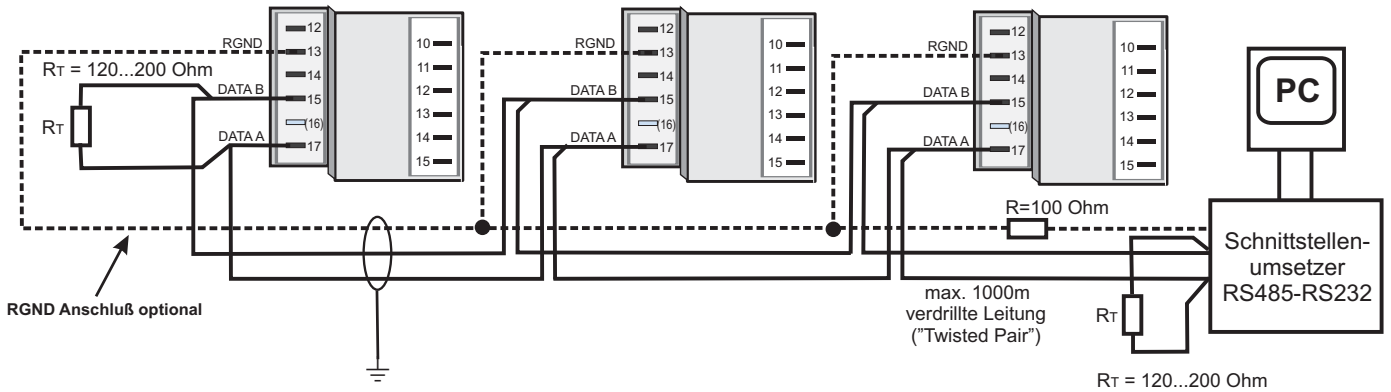 12
RGND
13
14
DATA B
15
(16)
DATA A
17
10
11
12
13
14
15
RT = 120...200 Ohm
RT
12
RGND
13
14
DATA B
15
(16)
DATA A
17
10
11
12
13
14
15
12
RGND
13
14
DATA B
15
(16)
DATA A
17
10
11
12
13
14
15
PC
R=100 Ohm
Schnittstellen-
umsetzer
RS485-RS232
RGND Anschluß optional
max. 1000m
verdrillte Leitung
("Twisted Pair")
RT
RT = 120...200 Ohm